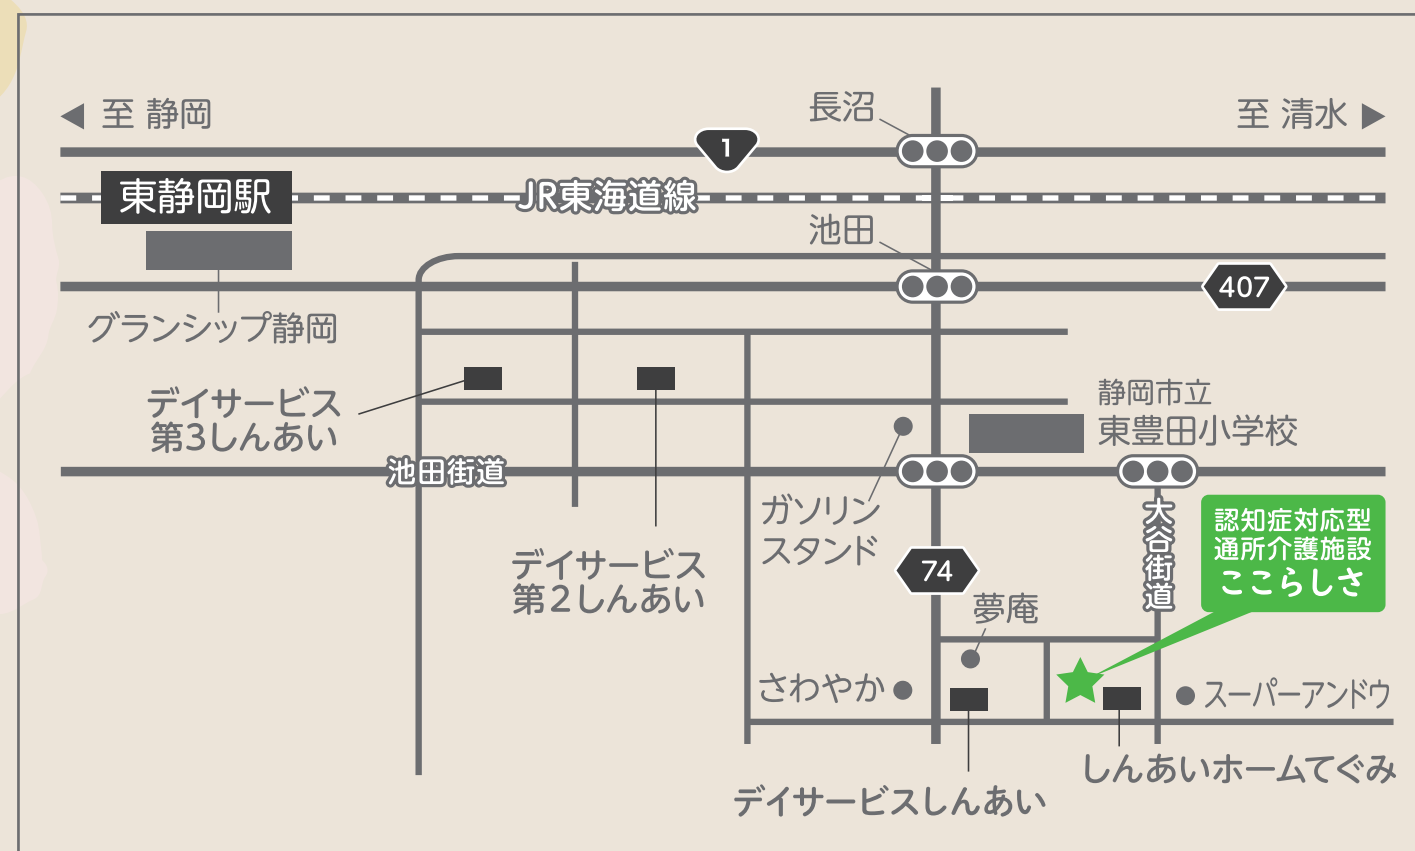 至 静岡
長沼
至 清水
1
東静岡駅
JR東海道線
池田
407
グランシップ静岡
デイサービス
第3しんあい
静岡市立
東豊田小学校
池田街道
ガソリン
スタンド
大谷街道
認知症対応型
通所介護施設
ここらしさ
デイサービス
第2しんあい
74
夢庵
さわやか
スーパーアンドウ
しんあいホームてぐみ
デイサービスしんあい